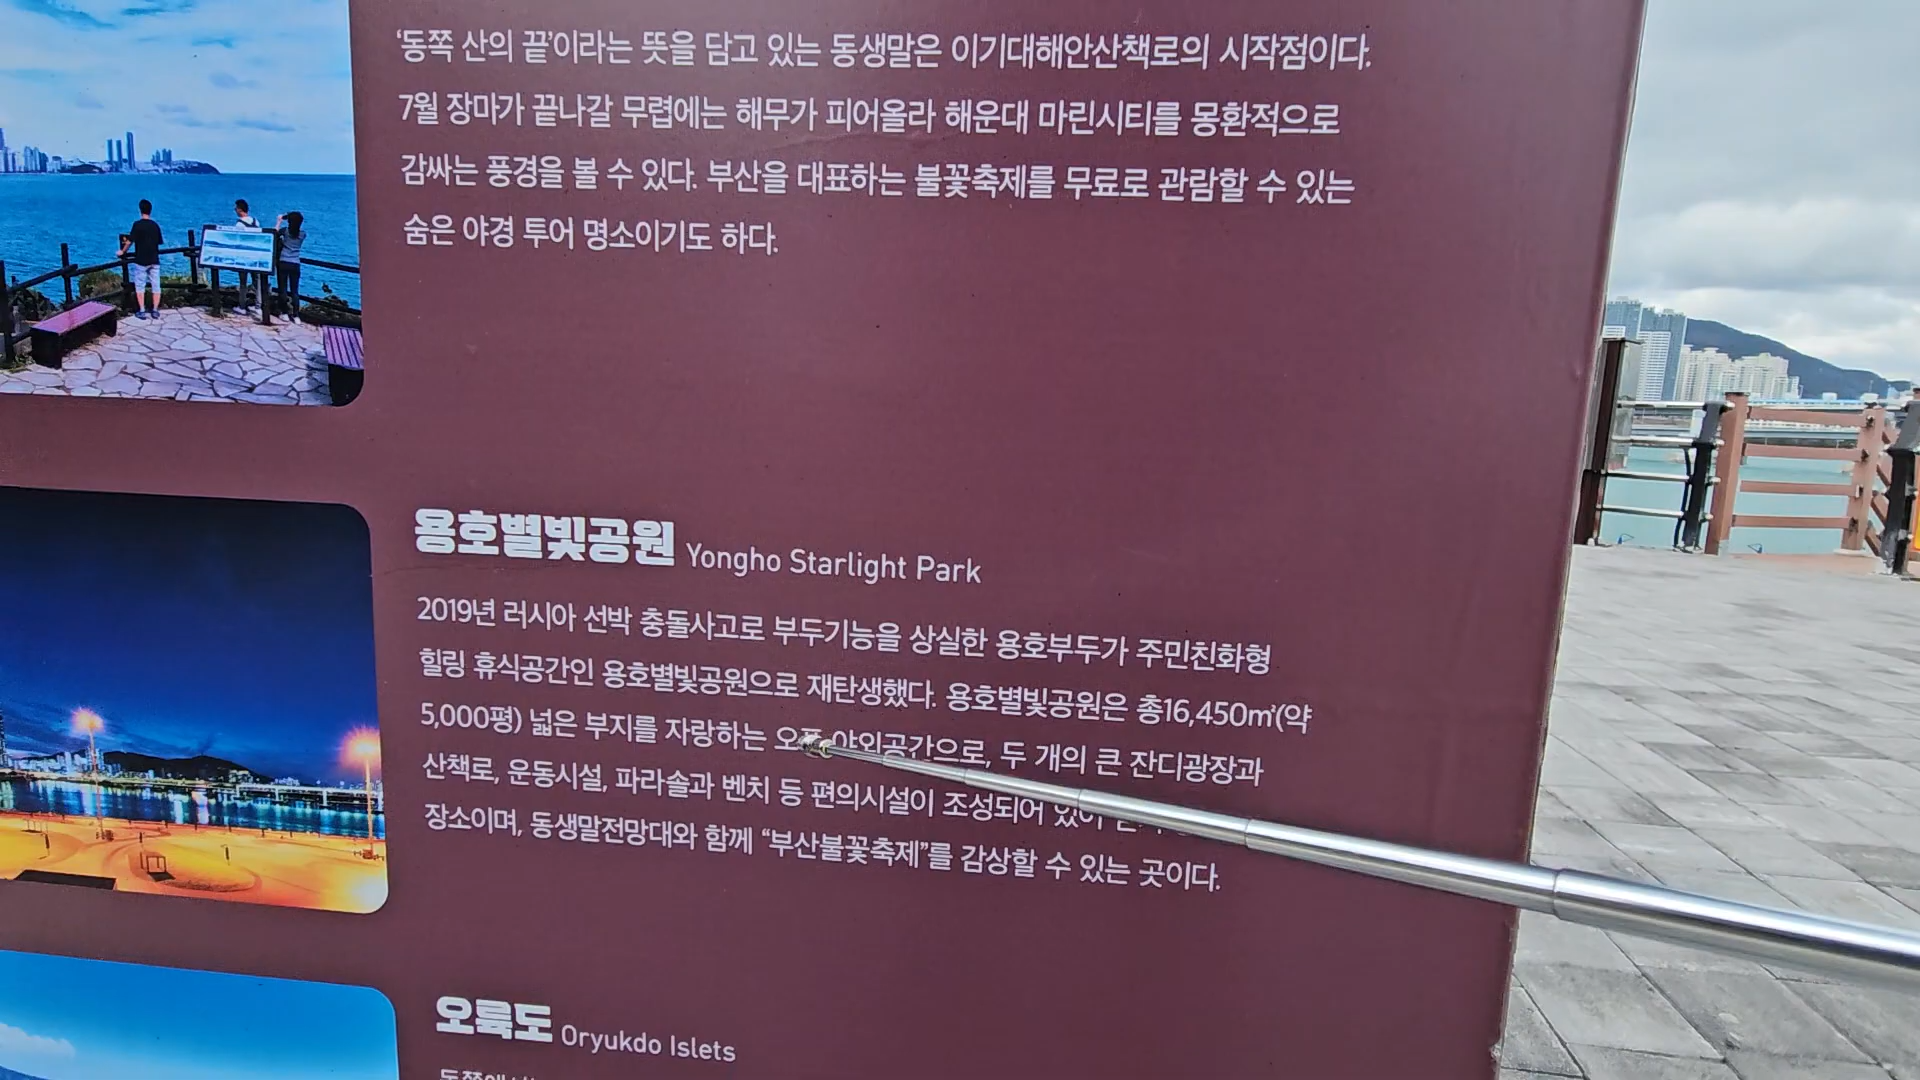 ‘동쪽 산의 끝’이라는 뜻을 담고 있는 동생말은 이기대해안산책로의 시작점이다.
7월 장마가 끝나갈 무렵에는 해무가 피어올라 해운대 마린시티를 몽환적으로
감싸는 풍경을 볼 수 있다. 부산을 대표하는 불꽃축제를 무료로 관람할 수 있는
숨은 야경 투어 명소이기도 하다.
용호별빛공원 Yongho Starlight Park
2019년 러시아 선박 충돌사고로 부두기능을 상실한 용호부두가 주민친화형
힐링 휴식공간인 용호별빛공원으로 재탄생했다. 용호별빛공원은 총16,450㎡(약
5,000평) 넓은 부지를 자랑하는 야외공간으로, 두 개의 큰 잔디광장과
산책로, 운동시설, 파라솔과 벤치 등 편의시설이 조성되어 있어
장소이며, 동생말전망대와 함께 “부산불꽃축제”를 감상할 수 있는 곳이다.
오륙도 Oryukdo Islets